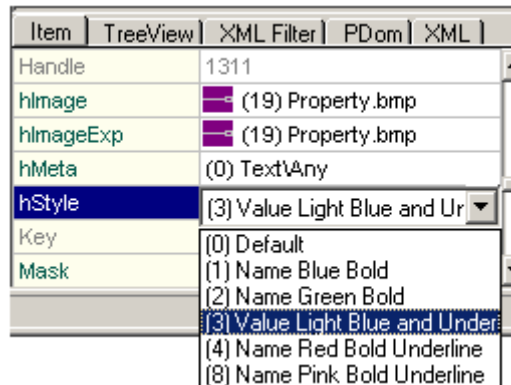 Item TreeView XML Filter PDom XML
Handle 1311
hImage (19) Property.bmp
hImageExp (19) Property.bmp
hMeta (0) Text\Any
hStyle (3) Value Light Blue and Ur
Key
(0) Default
Mask
(1) Name Blue Bold
(2) Name Green Bold
(3) Value Light Blue and Under
(4) Name Red Bold Underline
(8) Name Pink Bold Underline